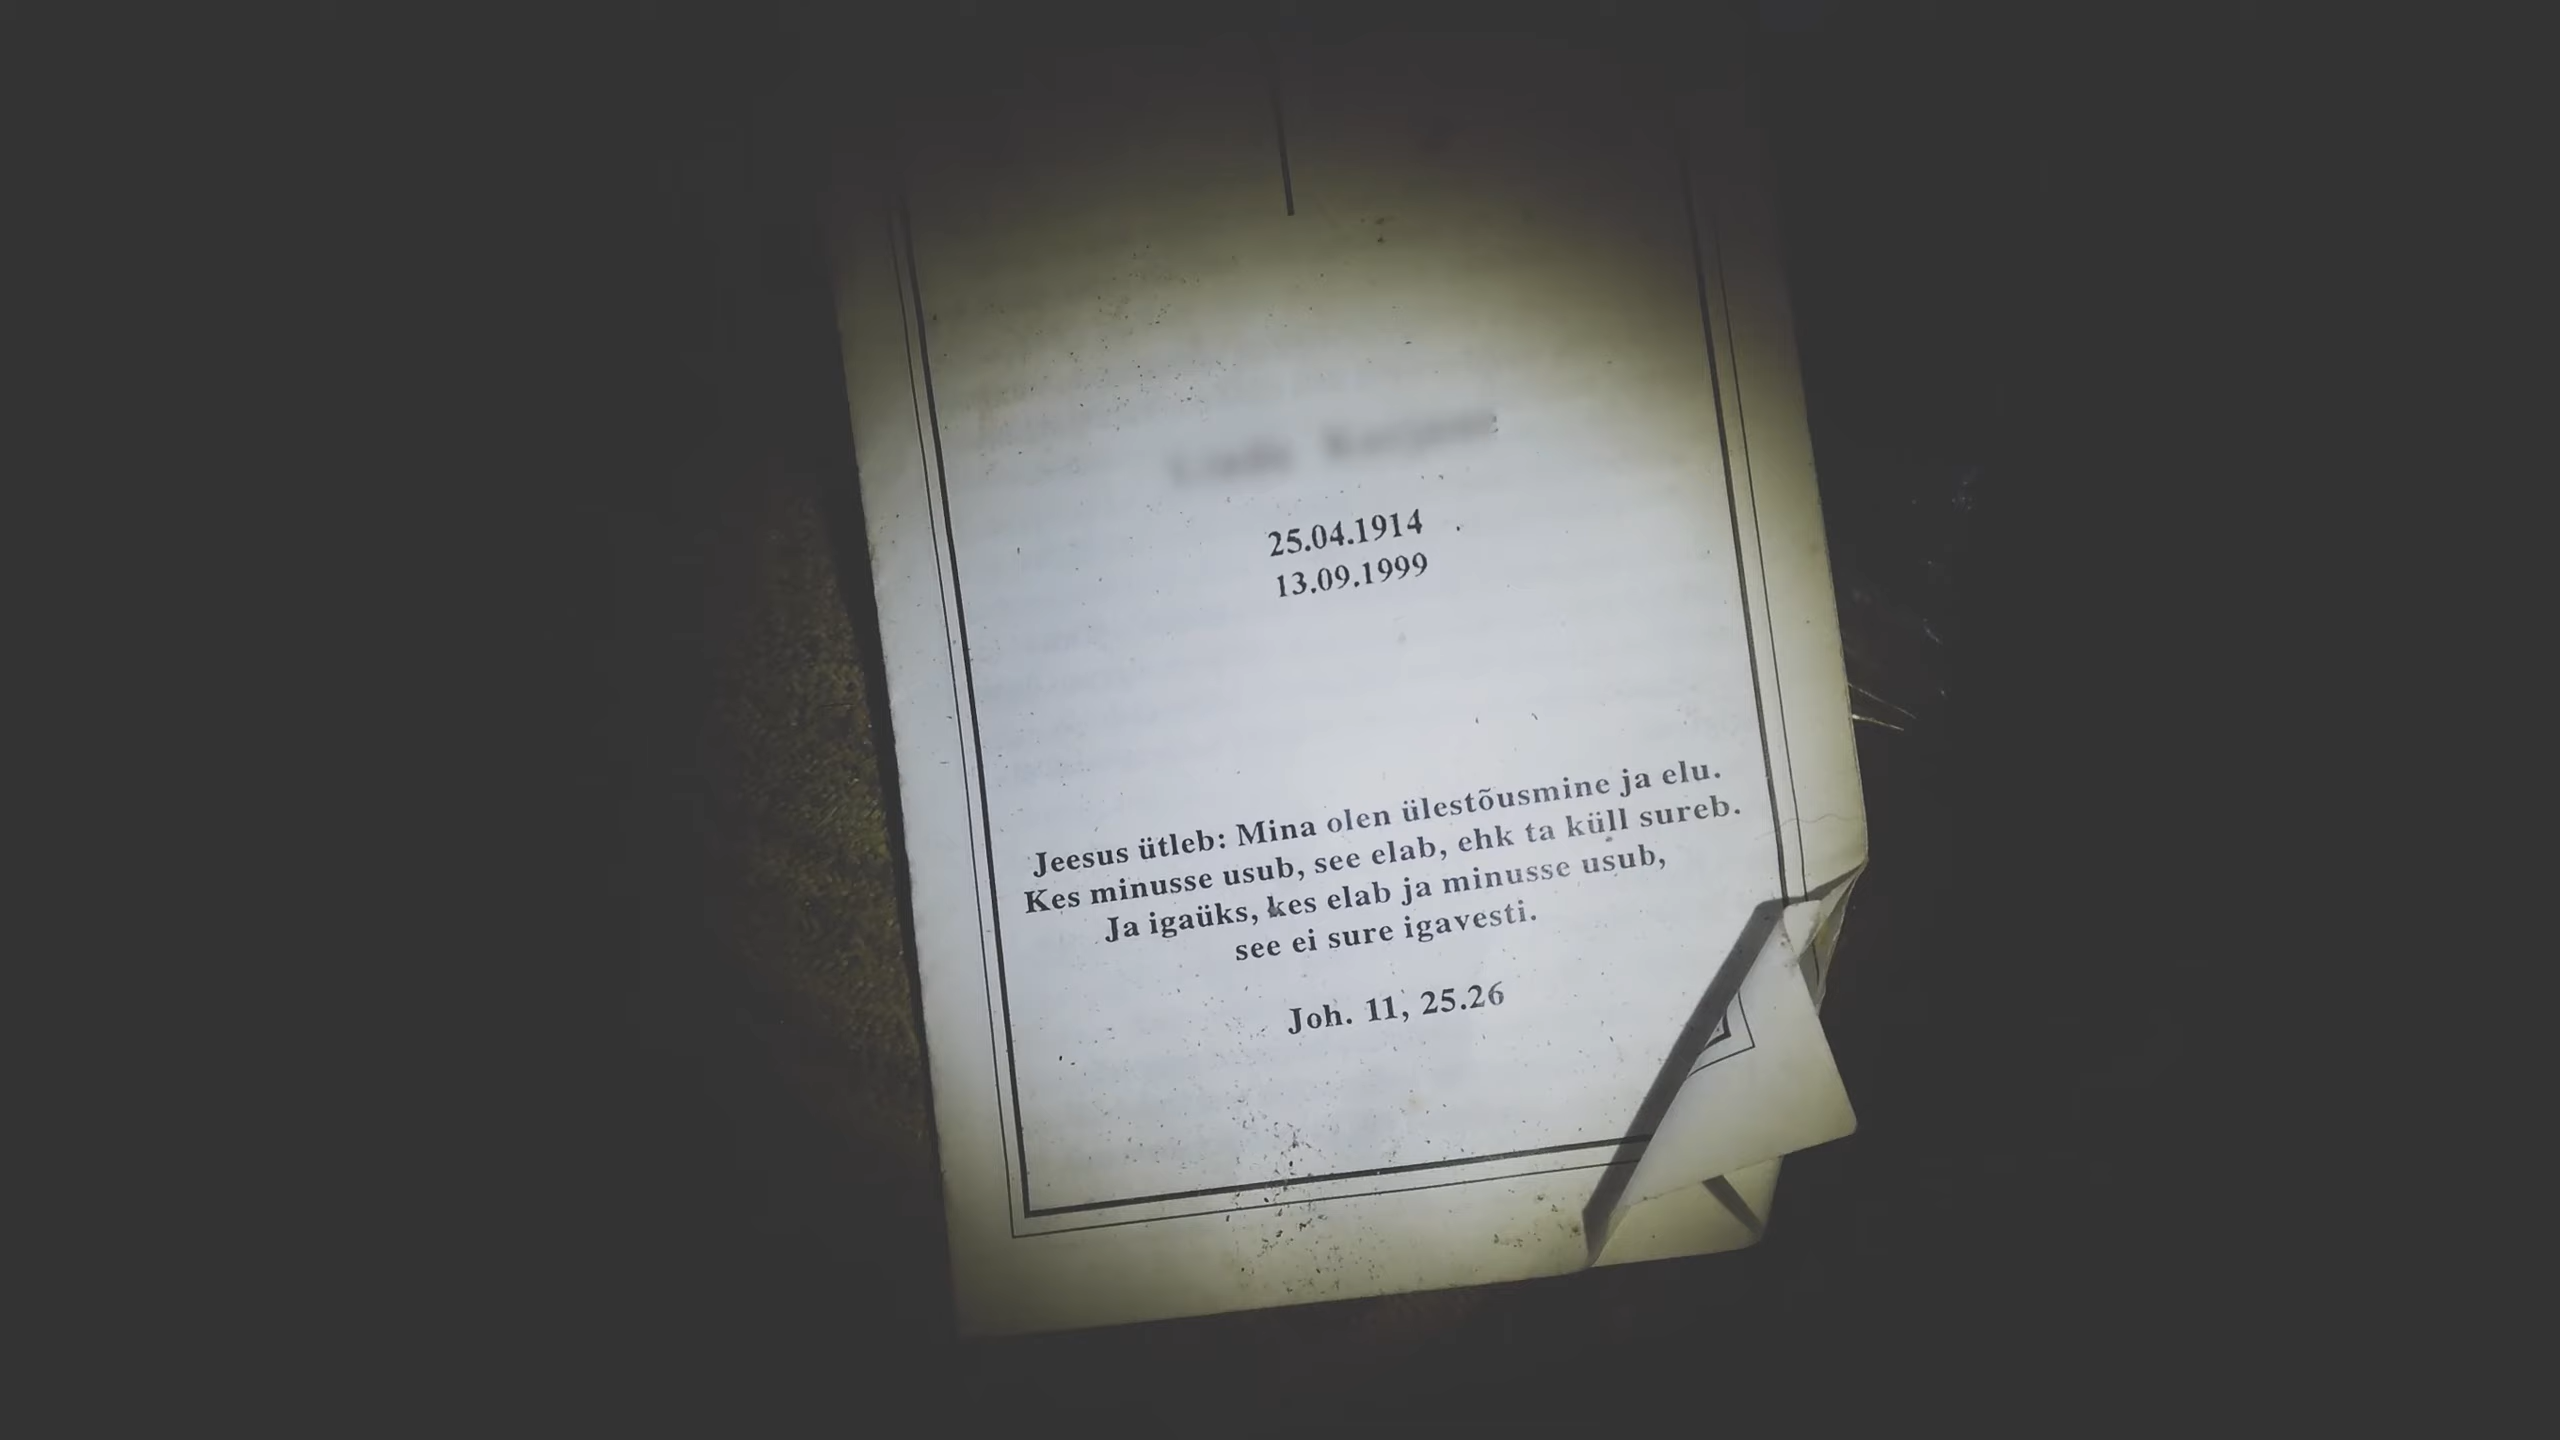 25.04.1914
13.09.1999
Jeesus ütleb: Mina olen ülestõusmine ja elu.
Kes minusse usub, see elab, ehk ta küll sureb.
Ja igaüks, kes elab ja minusse usub,
see ei sure igavesti.
Joh. 11, 25.26